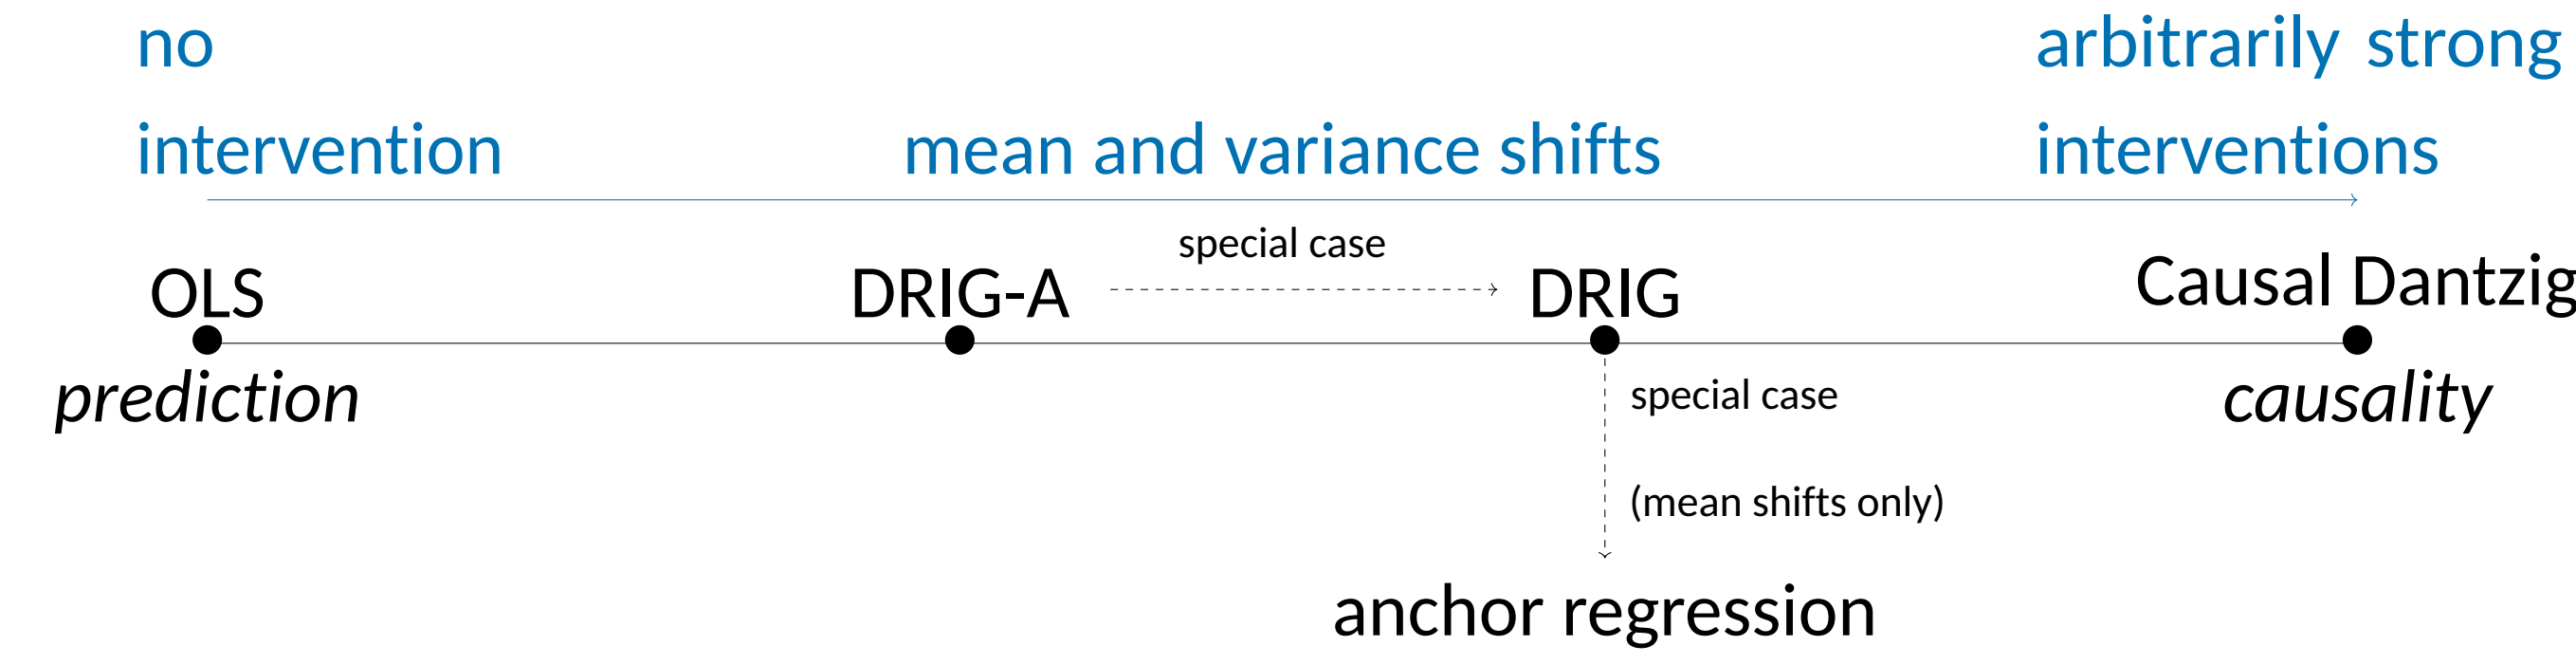 no
intervention
mean and variance shifts
arbitrarily strong
interventions
special case
OLS
DRIG-A
DRIG
Causal Dantzig
prediction
causality
special case
(mean shifts only)
anchor regression